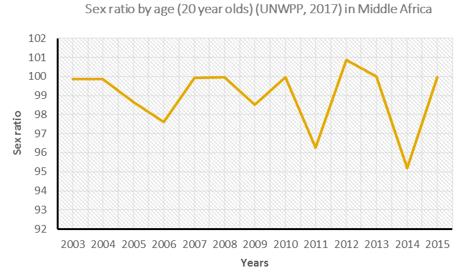 Sex ratio by age (20 year olds) (UNWPP, 2017) in Middle Africa
102
101
100
99
98
97
96
95
94
93
92
Sex ratio
2003 2004 2005 2006 2007 2008 2009 2010 2011 2012 2013 2014 2015
Years